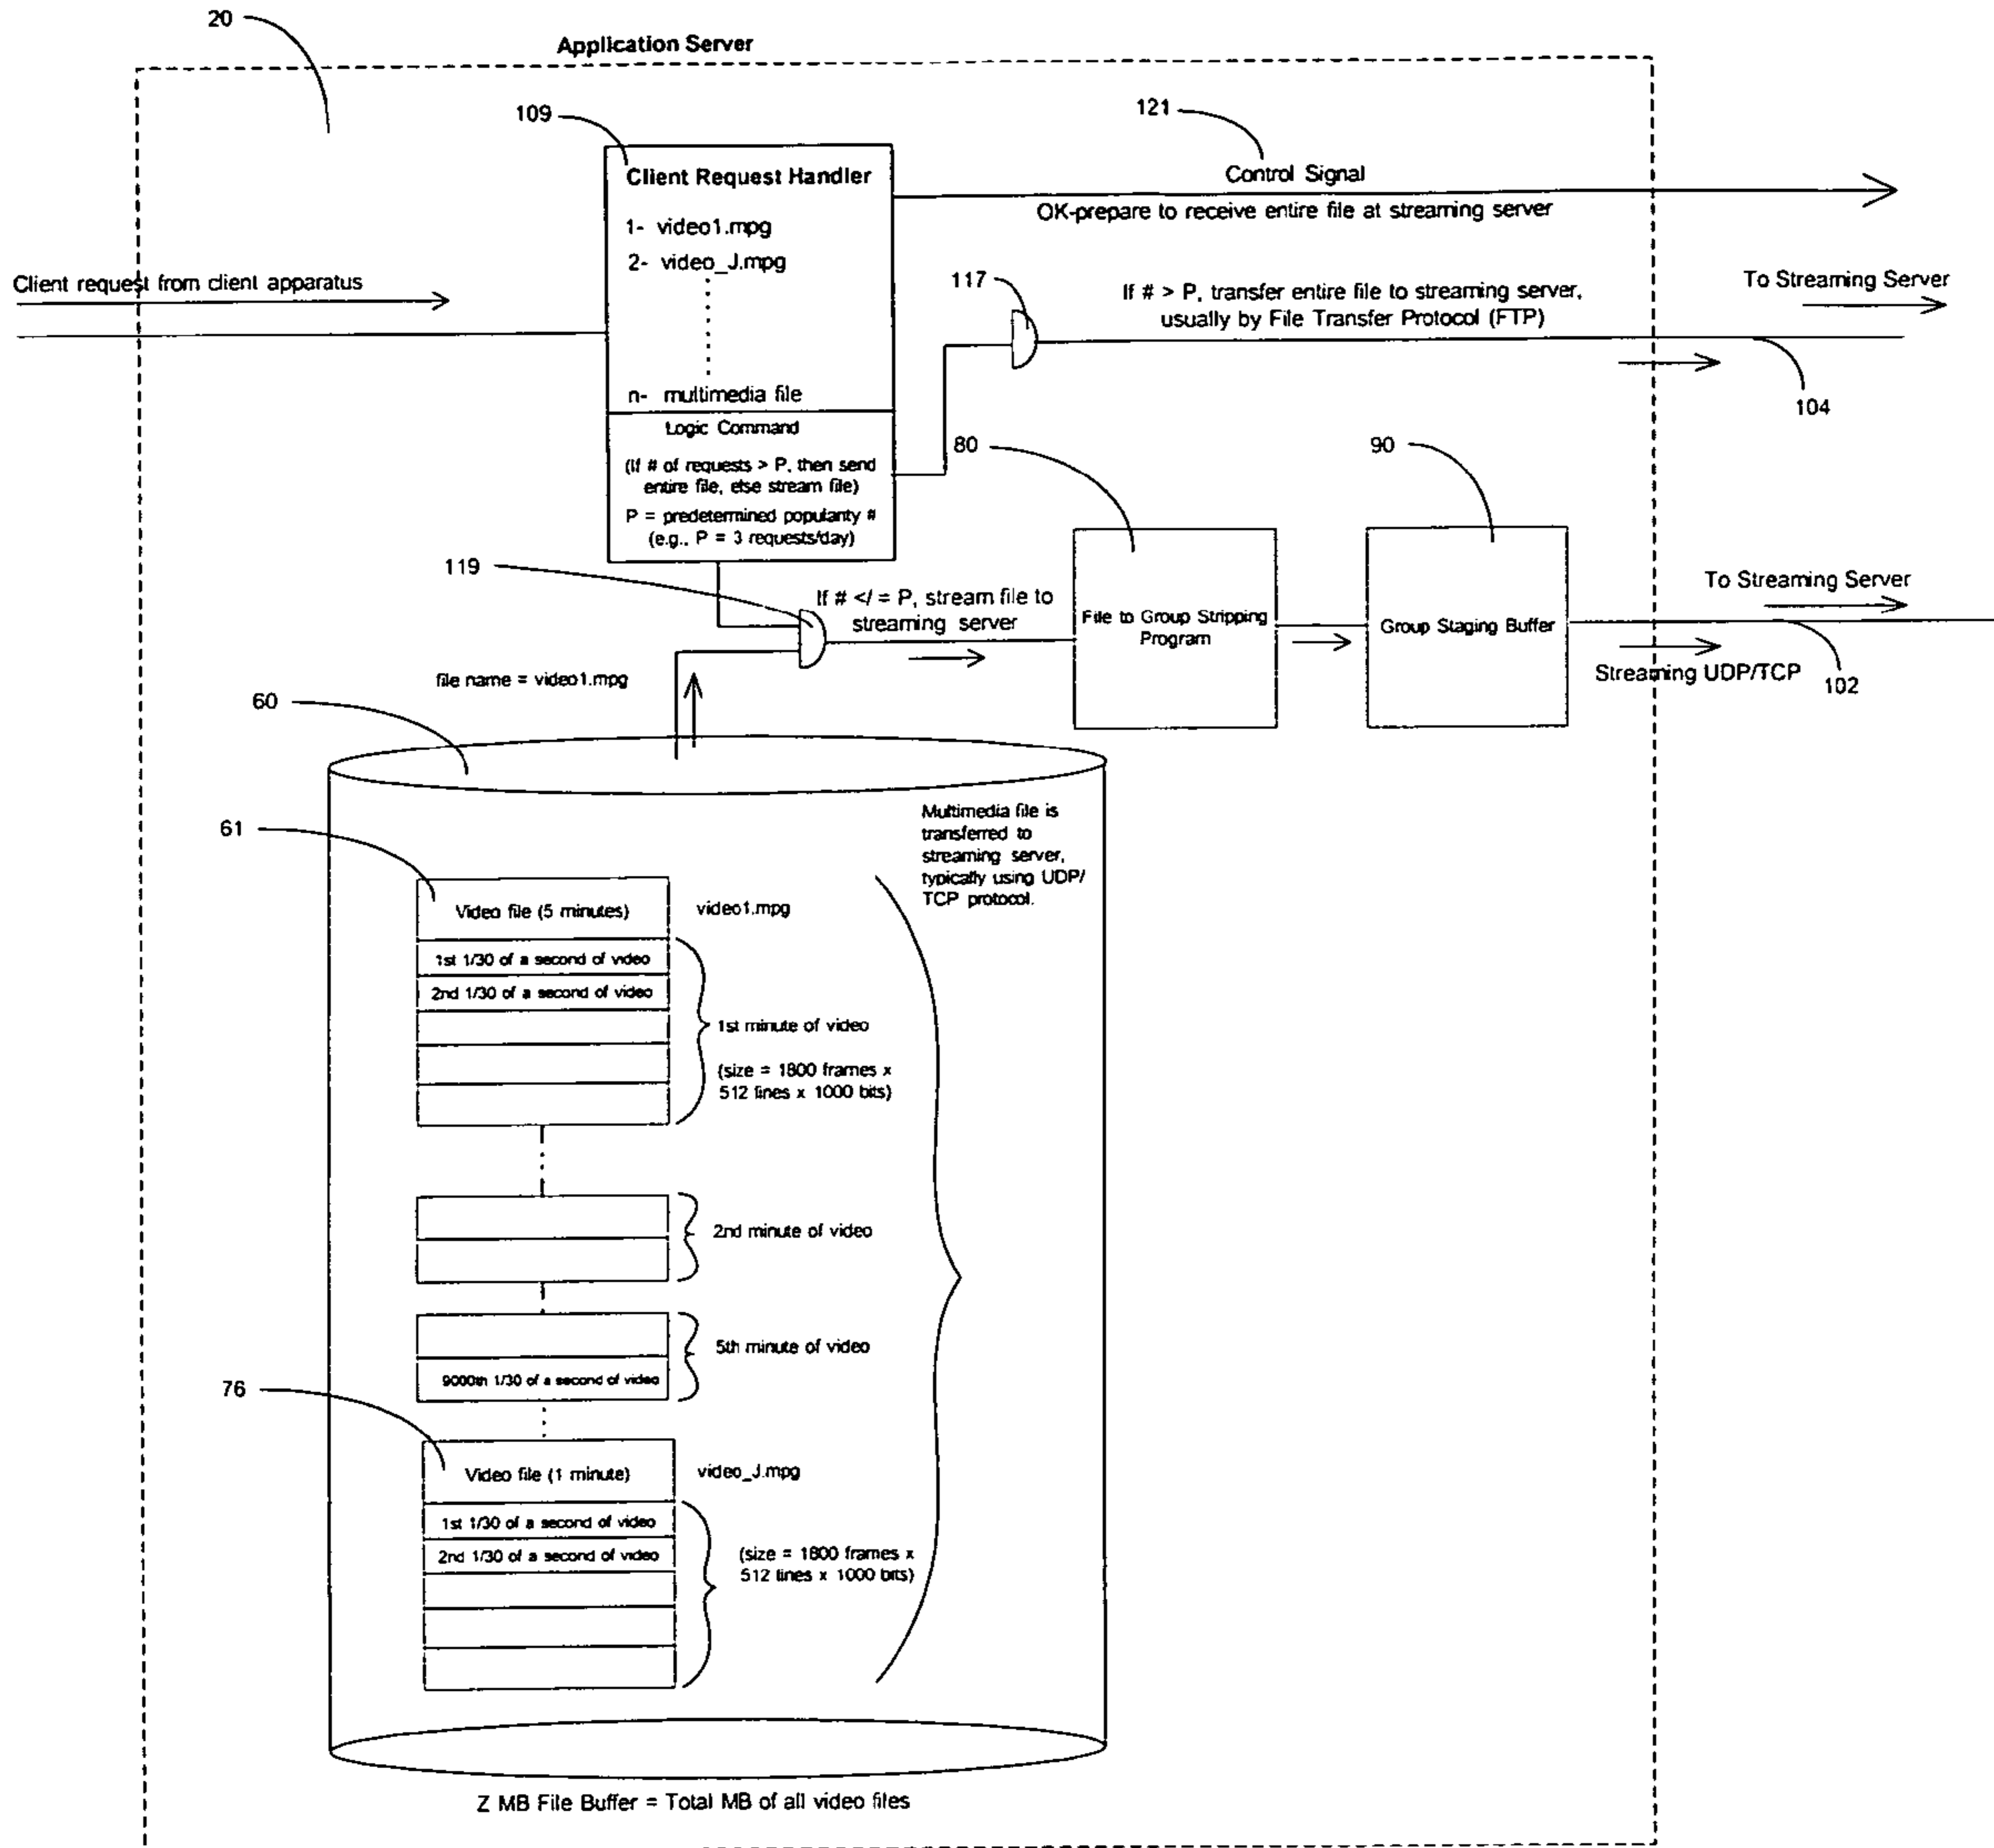 20
Application Server
109
121
Client Request Handler
1- video1.mpg
2- video_J.mpg
n- multimedia file
Logic Command
(If # of requests > P, then send
entire file, else stream file)
P = predetermined popularity #
(e.g., P = 3 requests/day)
Control Signal
OK-prepare to receive entire file at streaming server
Client request from client apparatus
117
If # > P, transfer entire file to streaming server,
usually by File Transfer Protocol (FTP)
To Streaming Server
104
80
90
119
If # </ = P, stream file to
streaming server
File to Group Stripping
Program
Group Staging Buffer
To Streaming Server
Streaming UDP/TCP
102
file name = video1.mpg
60
61
Multimedia file is
transferred to
streaming server,
typically using UDP/
TCP protocol.
Video file (5 minutes)
video1.mpg
1st 1/30 of a second of video
2nd 1/30 of a second of video
1st minute of video
(size = 1800 frames x
512 lines x 1000 bits)
2nd minute of video
5th minute of video
9000th 1/30 of a second of video
76
Video file (1 minute)
video_J.mpg
1st 1/30 of a second of video
2nd 1/30 of a second of video
(size = 1800 frames x
512 lines x 1000 bits)
Z MB File Buffer = Total MB of all video files